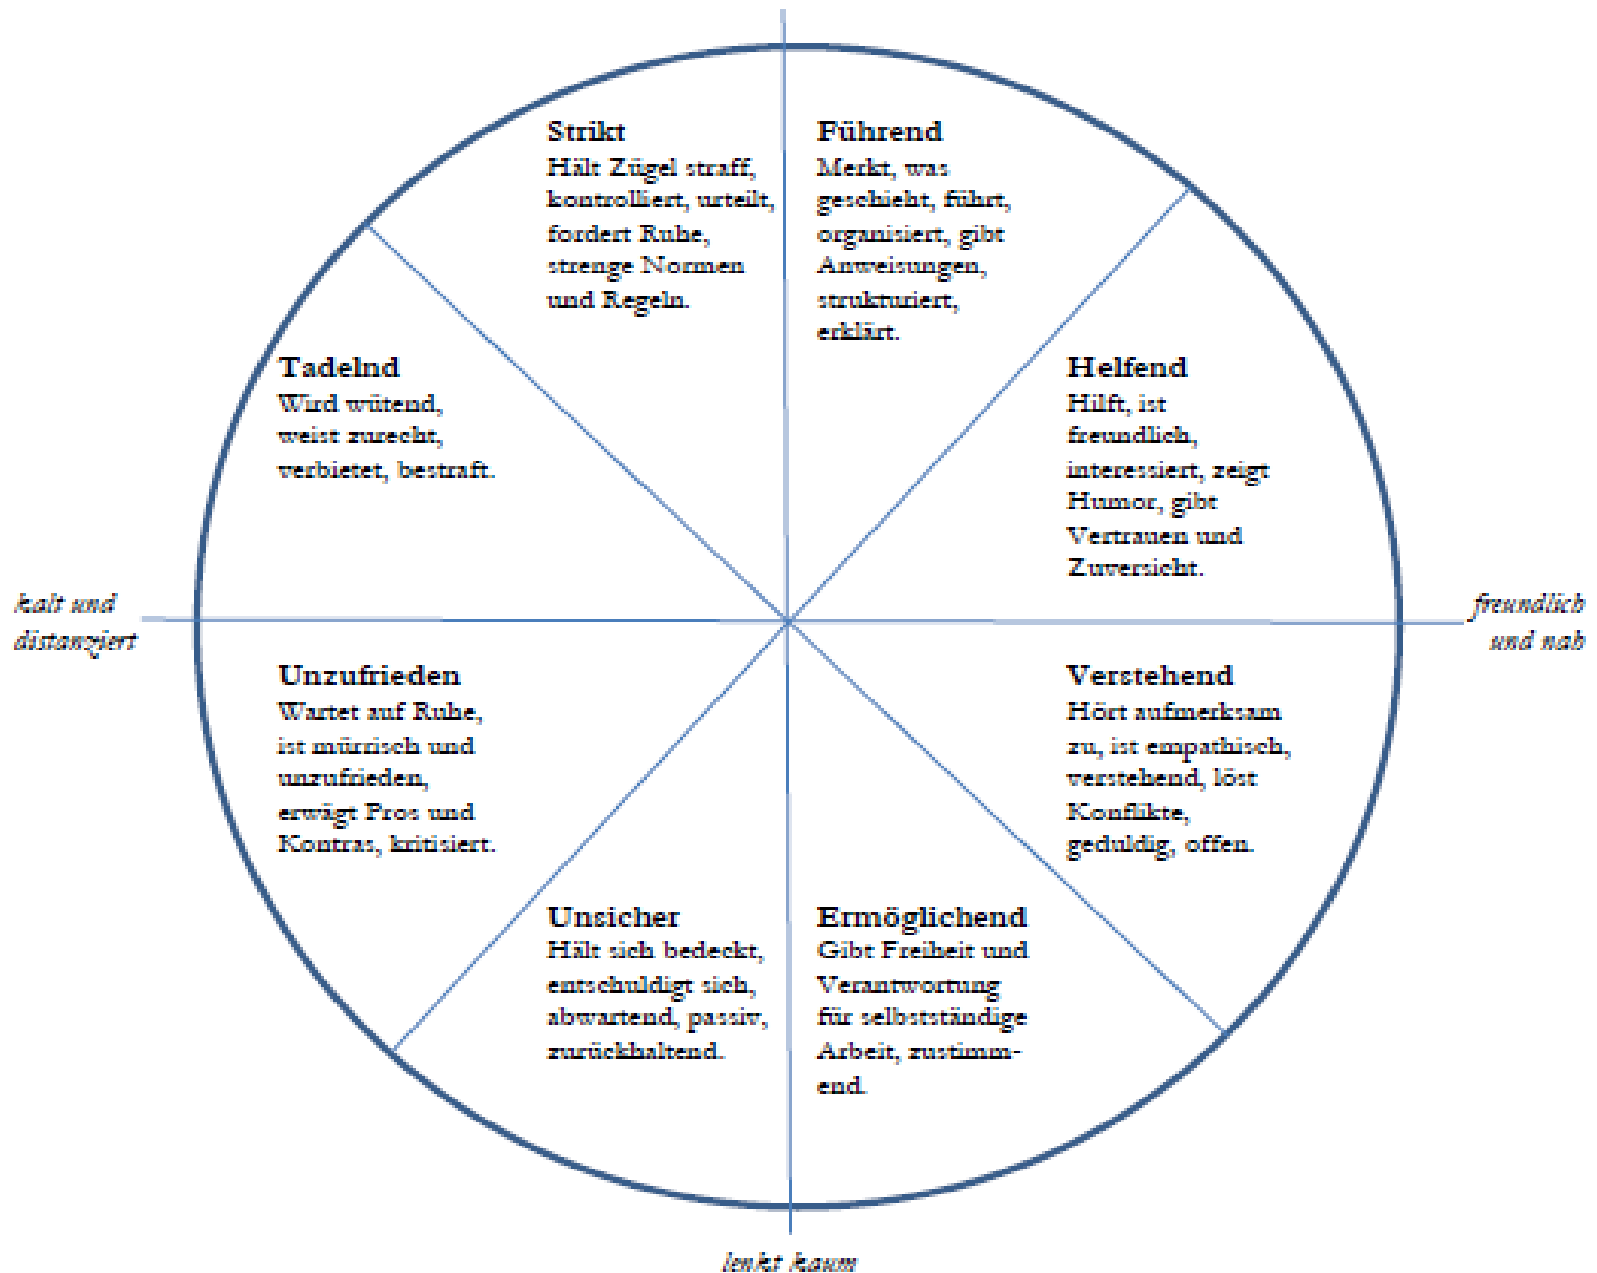 Strikt
Hält Zügel straff,
kontrolliert, urteilt,
fordert Ruhe,
strenge Normen
und Regeln.
Führend
Merkt, was
geschieht, führt,
organisiert, gibt
Anweisungen,
strukturiert,
erklärt.
Tadelnd
Wird wütend,
weist zurecht,
verbietet, bestraft.
Helfend
Hilft, ist
freundlich,
interessiert, zeigt
Humor, gibt
Vertrauen und
Zuversicht.
kalt und
distanziert
freundlich
und nah
Unzufrieden
Wartet auf Ruhe,
ist mürrisch und
unzufrieden,
erwägt Pros und
Kontras, kritisiert.
Verstehend
Hört aufmerksam
zu, ist empathisch,
verstehend, löst
Konflikte,
geduldig, offen.
Unsicher
Hält sich bedeckt,
entschuldigt sich,
abwartend, passiv,
zurückhaltend.
Ermöglichend
Gibt Freiheit und
Verantwortung
für selbstständige
Arbeit, zustimm-
end.
lenkt kaum